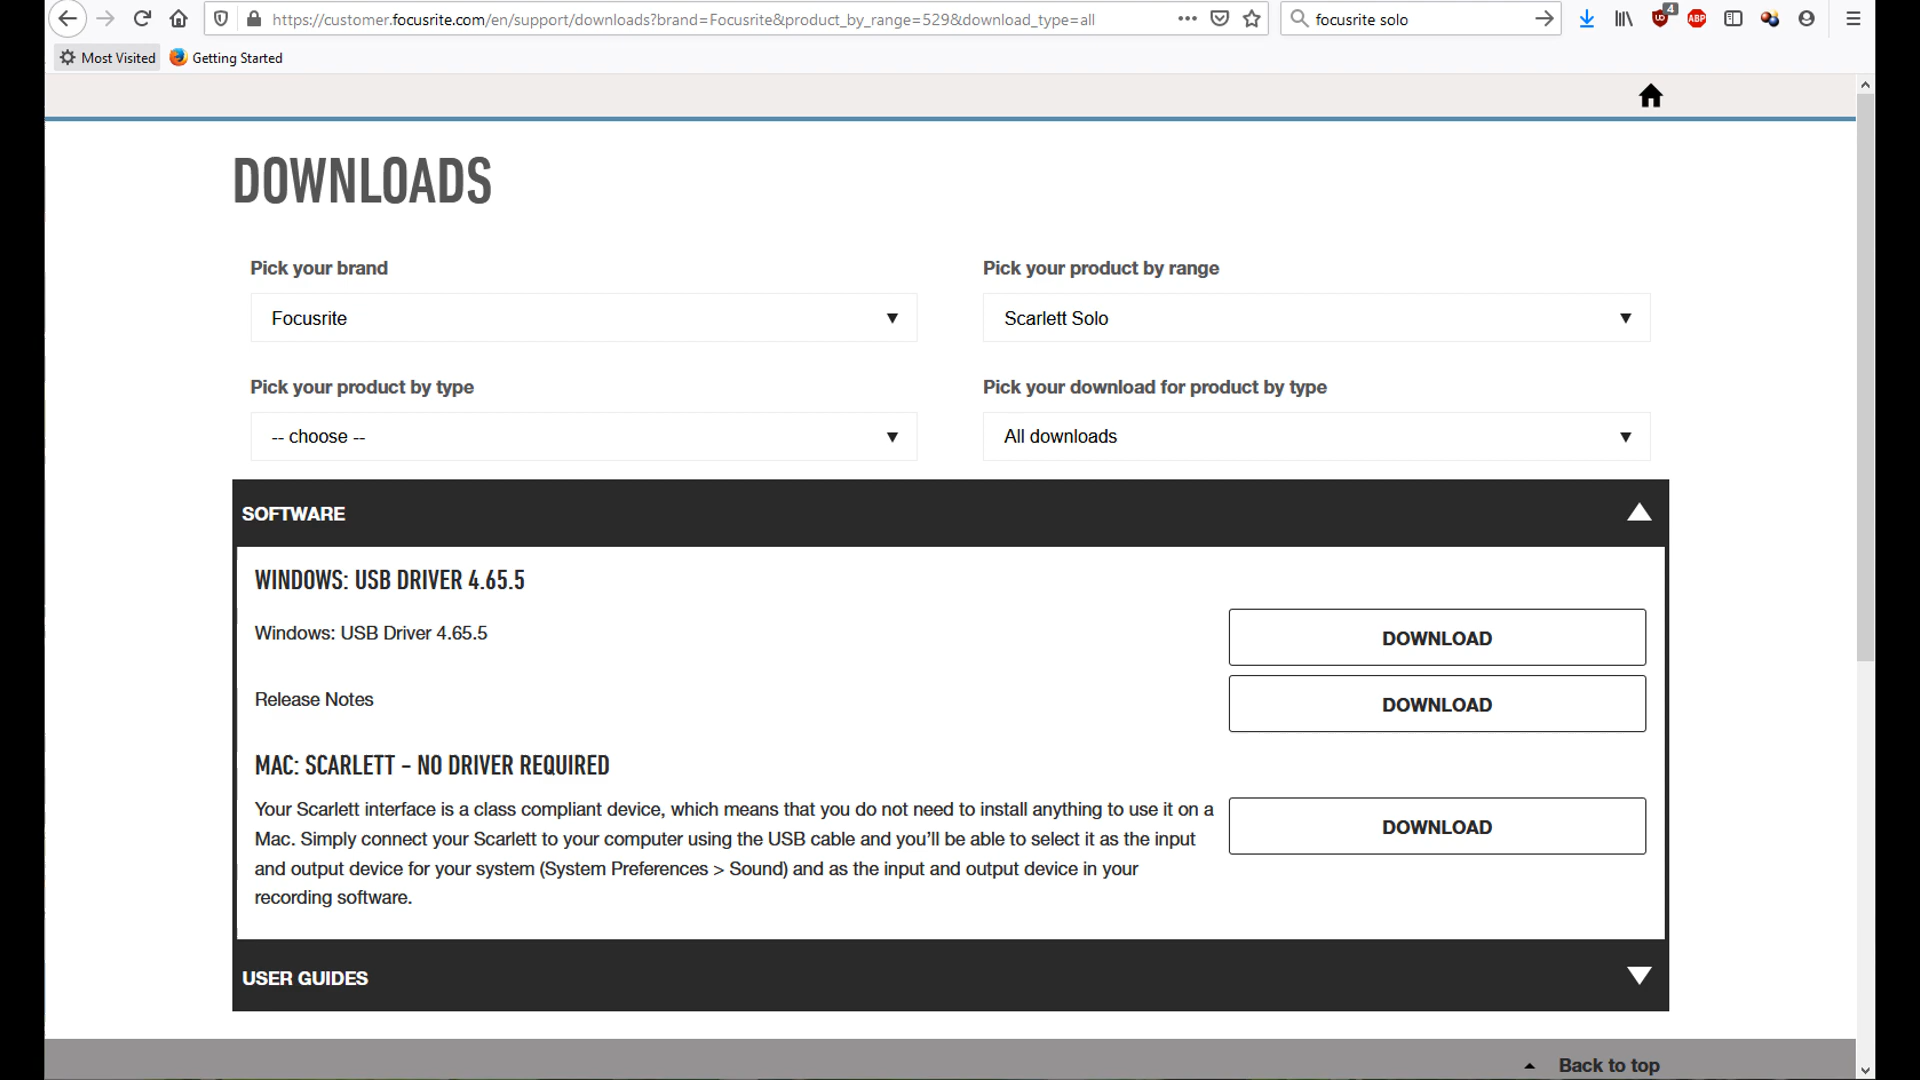 https://customer.focusrite.com/en/support/downloads?brand=Focusrite&product_by_range=529&download_type=all
focusrite solo
4
UD
ABP
Most Visited
Getting Started
DOWNLOADS
Pick your brand
Pick your product by range
Focusrite
Scarlett Solo
Pick your product by type
Pick your download for product by type
-- choose --
All downloads
SOFTWARE
WINDOWS: USB DRIVER 4.65.5
Windows: USB Driver 4.65.5
DOWNLOAD
Release Notes
DOWNLOAD
MAC: SCARLETT – NO DRIVER REQUIRED
Your Scarlett interface is a class compliant device, which means that you do not need to install anything to use it on a
Mac. Simply connect your Scarlett to your computer using the USB cable and you’ll be able to select it as the input
and output device for your system (System Preferences > Sound) and as the input and output device in your
recording software.
DOWNLOAD
USER GUIDES
Back to top